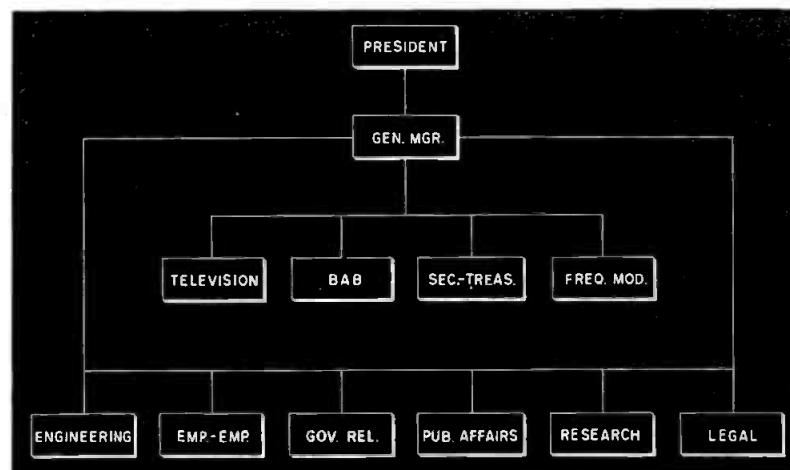 PRESIDENT
GEN. MGR.
TELEVISION
BAB
SEC.-TREAS.
FREQ. MOD.
ENGINEERING
EMP.-EMP.
GOV. REL.
PUB. AFFAIRS
RESEARCH
LEGAL